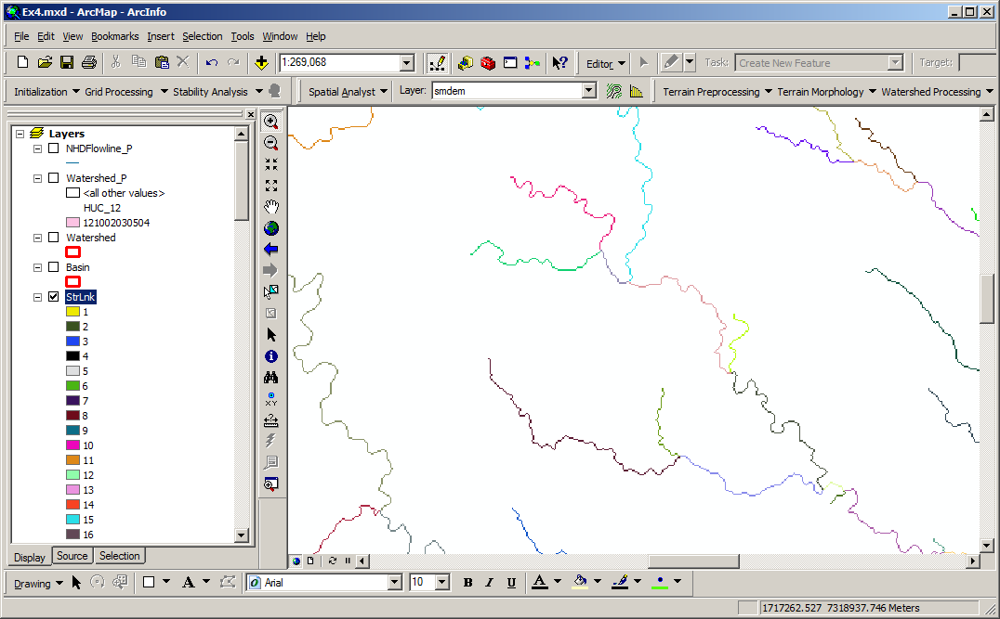 Ex4.mxd - ArcMap - ArcInfo
File Edit View Bookmarks Insert Selection Tools Window Help
1:269,068 Editor Task: Create New Feature Target:
Initialization Grid Processing Stability Analysis Spatial Analyst Layer: smdem Terrain Preprocessing Terrain Morphology Watershed Processing
Layers
NHDFlowline_P
Watershed_P
<all other values>
HUC_12
121002030504
Watershed
Basin
StrLnk
1
2
3
4
5
6
7
8
9
10
11
12
13
14
15
16
Display Source Selection
Drawing A Arial 10 B I U A
1717262.527 7318937.746 Meters